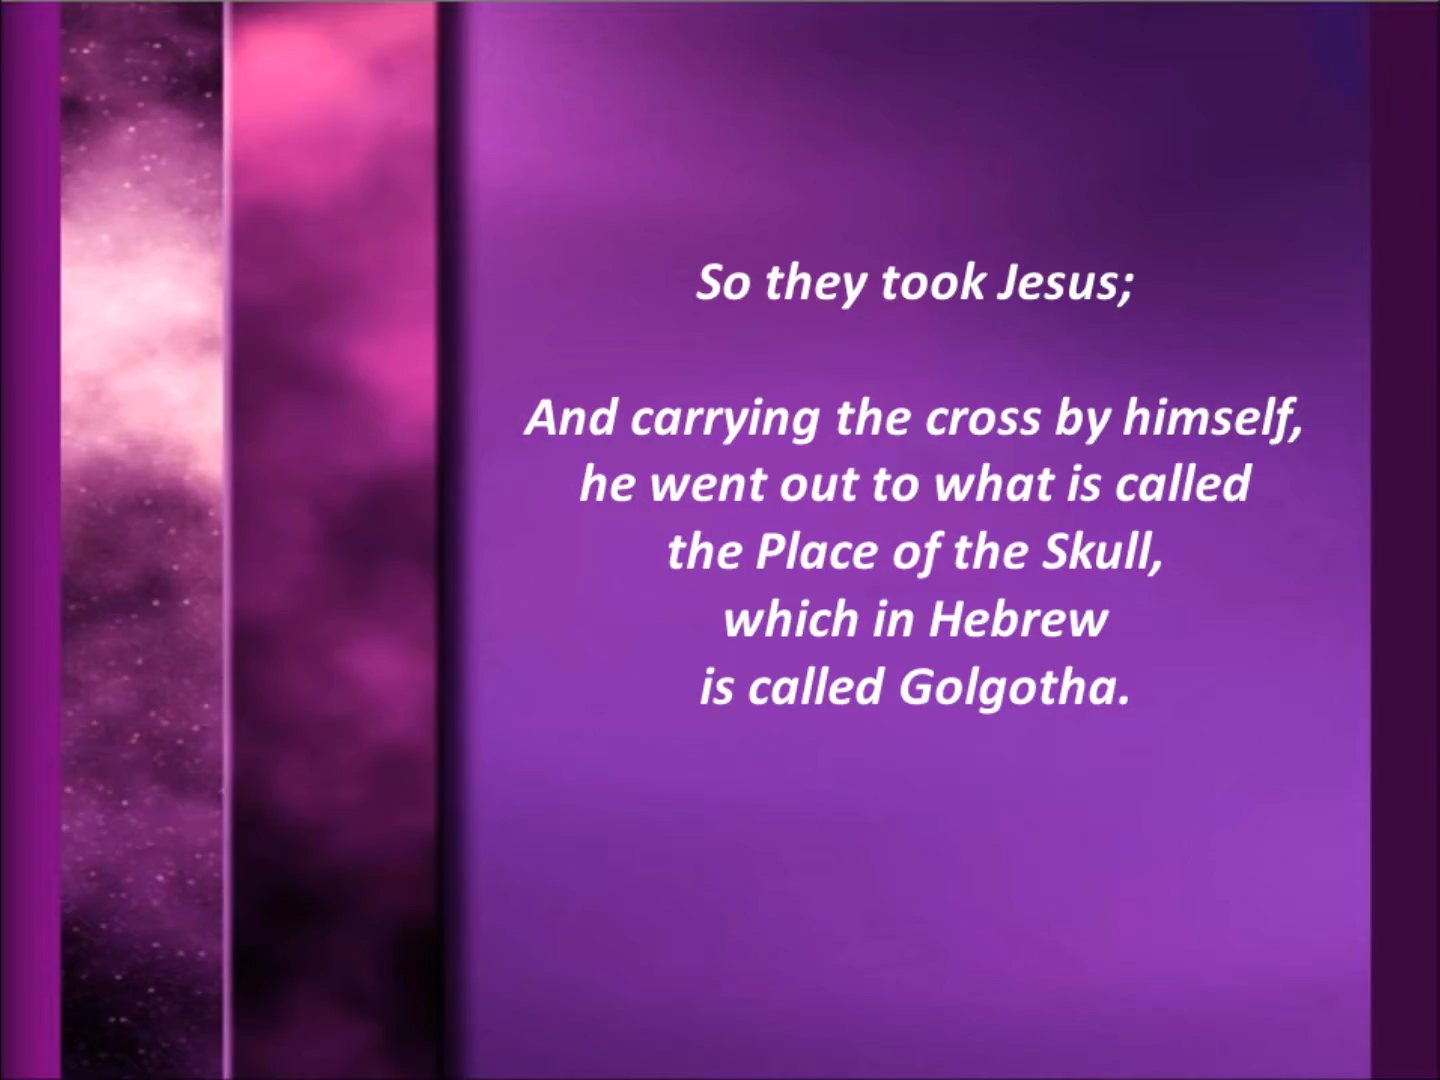 So they took Jesus;
And carrying the cross by himself,
he went out to what is called
the Place of the Skull,
which in Hebrew
is called Golgotha.